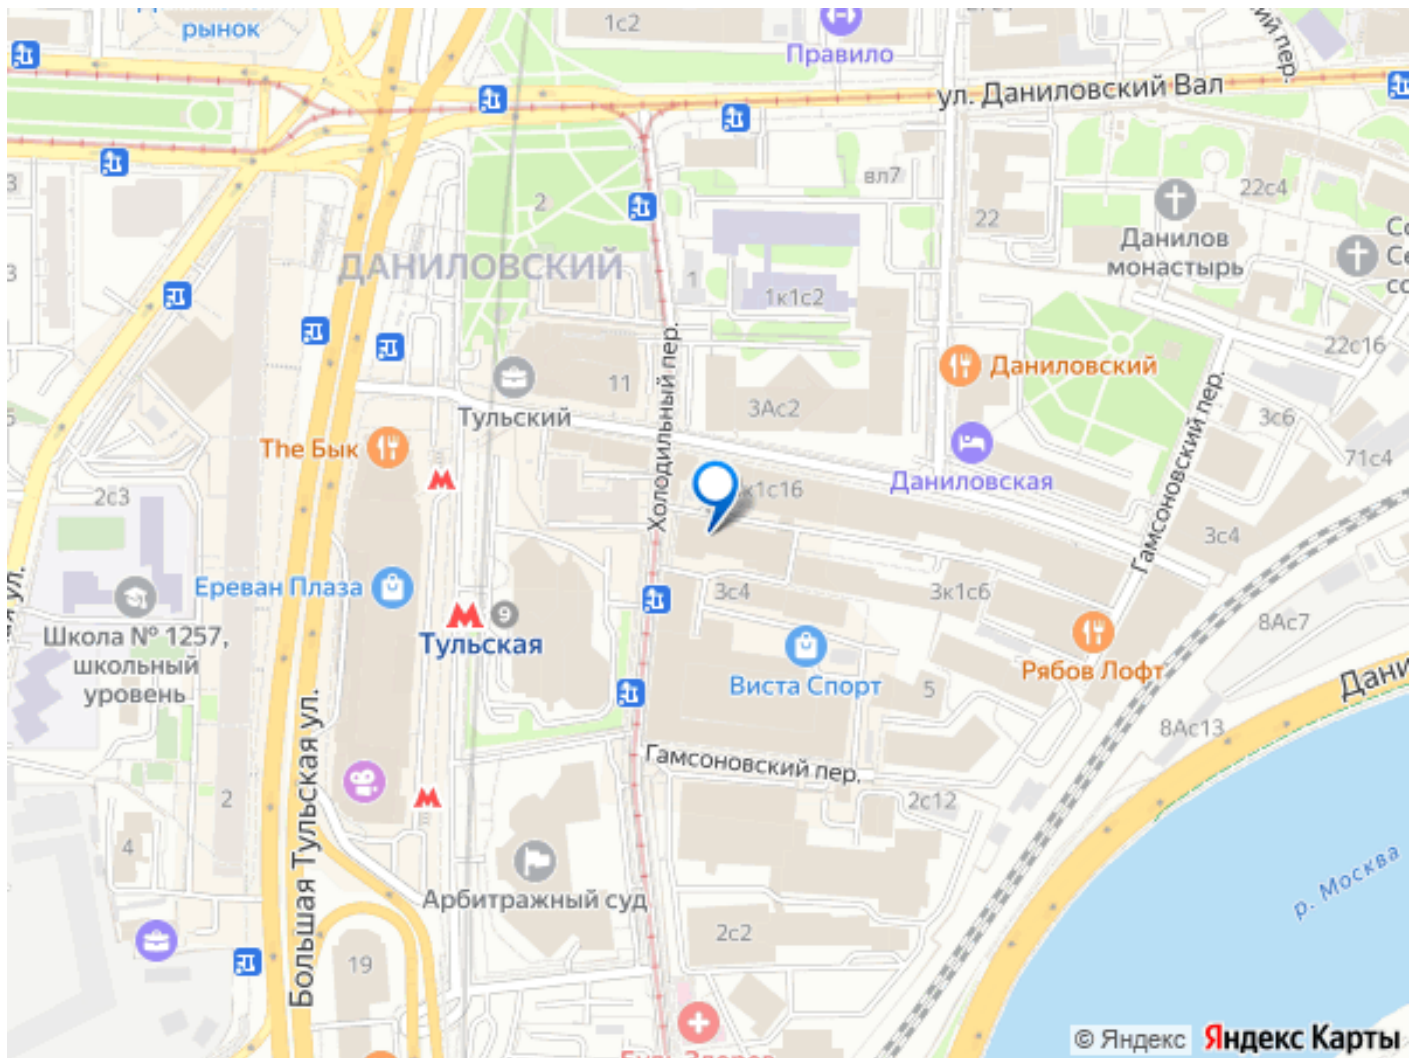 рынок
1с2
Правило
ул. Даниловский Вал
вл7
22
22с4
2
Данилов
монастырь
ДАНИЛОВСКИЙ
1
1к1с2
Холодильный пер.
22с16
Даниловский
Гамсоновский пер.
11
Тульский
3Ас2
3с6
The Бык
Даниловская
71с4
2с3
к1с16
3с4
Ереван Плаза
3с4
3к1с6
9
Тульская
8Ас7
Школа № 1257,
школьный
уровень
Рябов Лофт
Виста Спорт
5
8Ас13
Большая Тульская ул.
Гамсоновский пер.
2
2с12
4
Арбитражный суд
р. Москва
2с2
19
© Яндекс Яндекс Карты